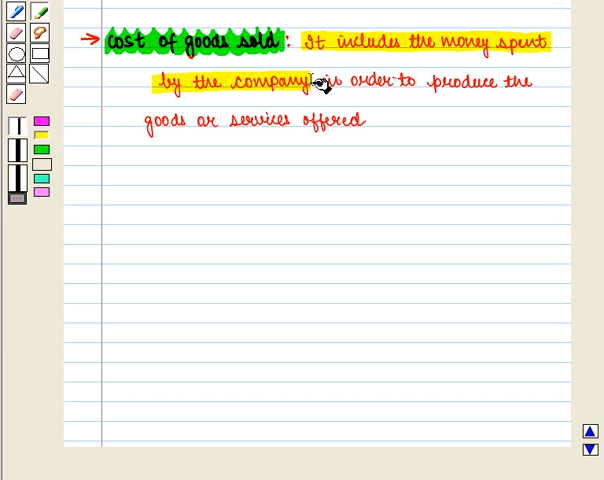 → cost of goods sold : It includes the money spent
by the company in order to produce the
goods or services offered